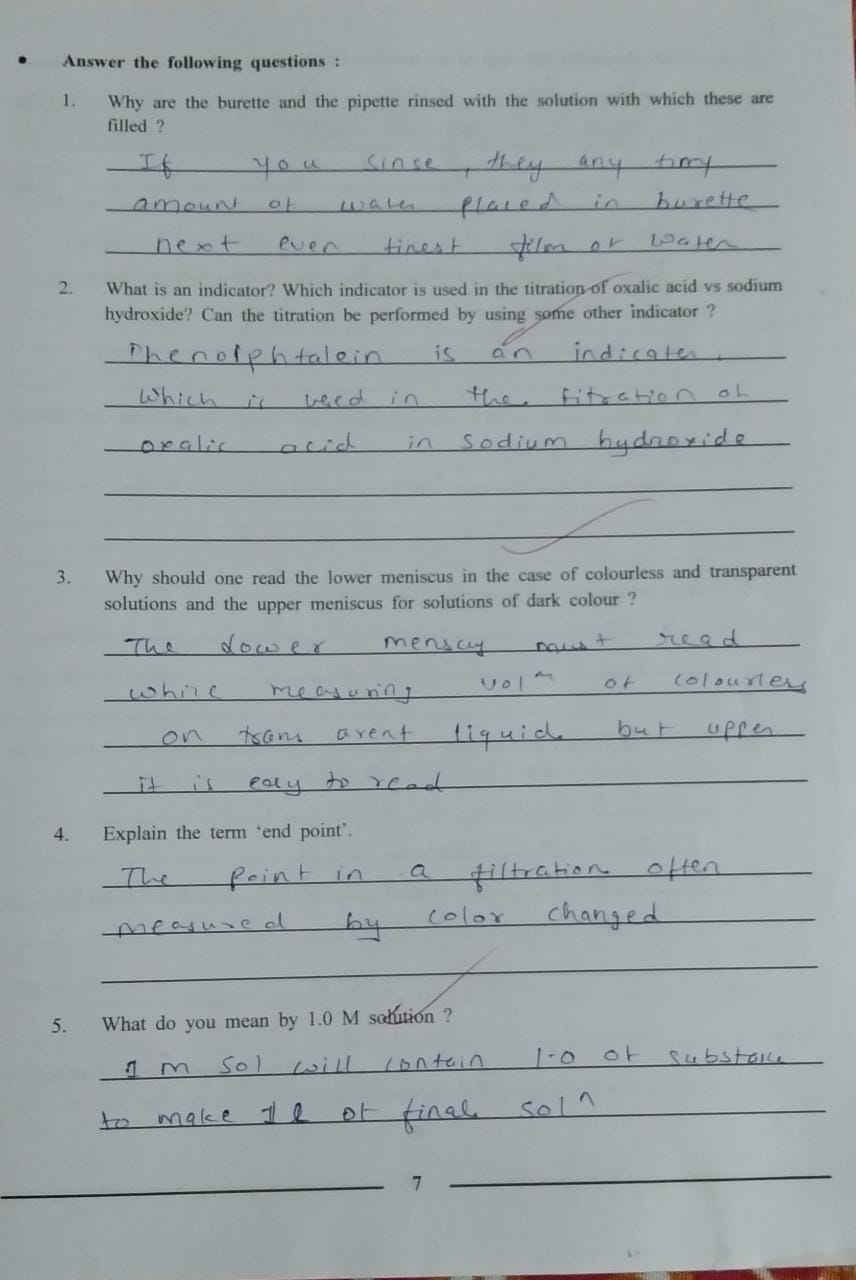 • Answer the following questions :
1. Why are the burette and the pipette rinsed with the solution with which these are
filled ?
If you sinse, they any tiny
amount of water placed in burette
next even tinest film or water
2. What is an indicator? Which indicator is used in the titration of oxalic acid vs sodium
hydroxide? Can the titration be performed by using some other indicator ?
Phenolphtalein is an indicater.
Which is used in the titration of
oxalic acid in sodium hydroxide
3. Why should one read the lower meniscus in the case of colourless and transparent
solutions and the upper meniscus for solutions of dark colour ?
The lower must read
while measuring volᵐ of colourless
on trans arent liquid but upper
it is easy to read
4. Explain the term 'end point'.
The point in a filtration often
measured by color changed
5. What do you mean by 1.0 M solution ?
1 m sol will contain 1-0 of substance
to make 1 l of final solⁿ
7